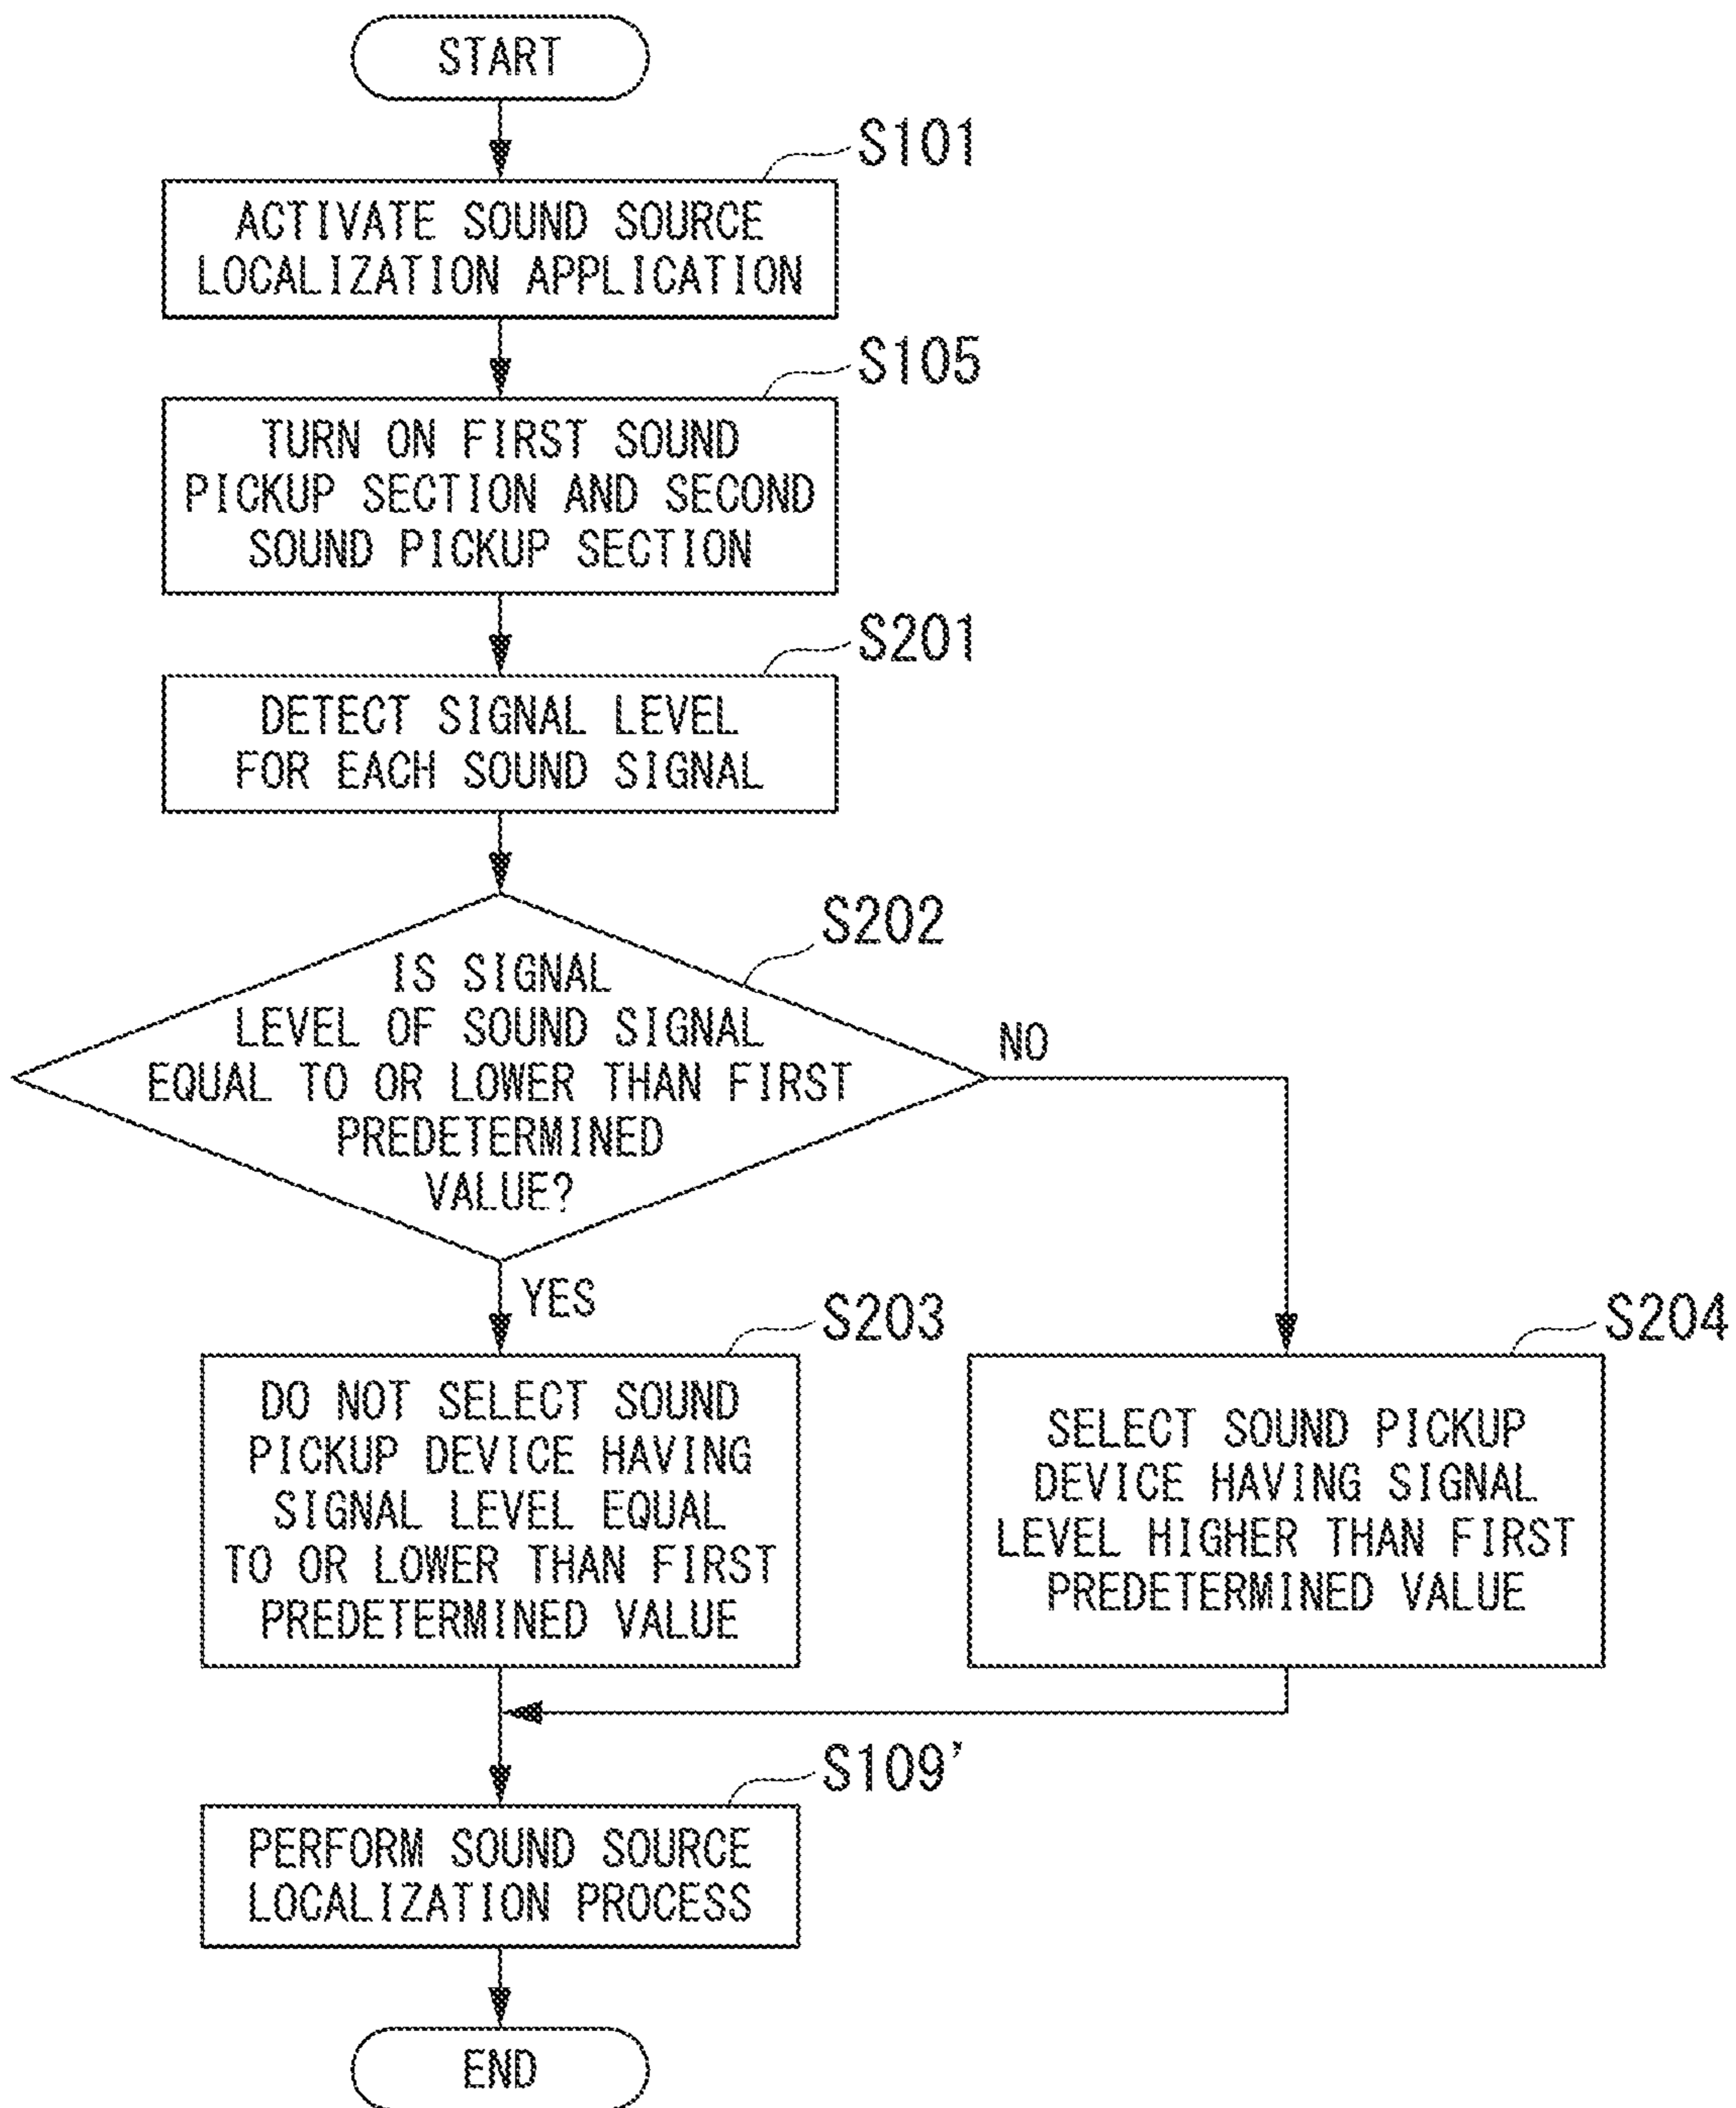 START
S101
ACTIVATE SOUND SOURCE
LOCALIZATION APPLICATION
S105
TURN ON FIRST SOUND
PICKUP SECTION AND SECOND
SOUND PICKUP SECTION
S201
DETECT SIGNAL LEVEL
FOR EACH SOUND SIGNAL
S202
IS SIGNAL
LEVEL OF SOUND SIGNAL
EQUAL TO OR LOWER THAN FIRST
PREDETERMINED
VALUE?
NO
YES
S203
DO NOT SELECT SOUND
PICKUP DEVICE HAVING
SIGNAL LEVEL EQUAL
TO OR LOWER THAN FIRST
PREDETERMINED VALUE
S204
SELECT SOUND PICKUP
DEVICE HAVING SIGNAL
LEVEL HIGHER THAN FIRST
PREDETERMINED VALUE
S109'
PERFORM SOUND SOURCE
LOCALIZATION PROCESS
END